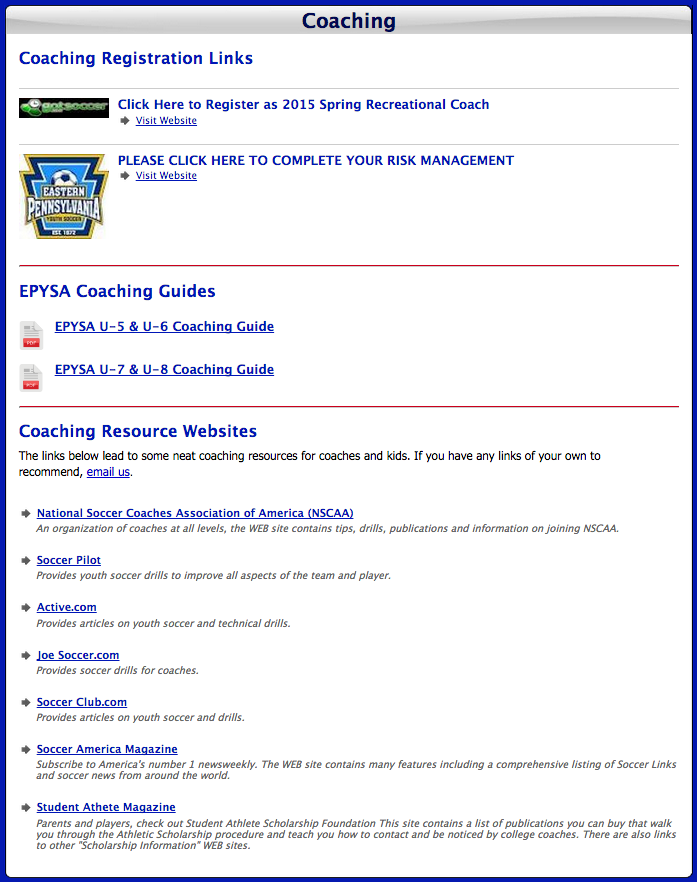 Coaching
Coaching Registration Links
gotsoccer
Click Here to Register as 2015 Spring Recreational Coach
Visit Website
PLEASE CLICK HERE TO COMPLETE YOUR RISK MANAGEMENT
Visit Website
EASTERN
PENNSYLVANIA
YOUTH SOCCER
EST. 1972
EPYSA Coaching Guides
PDF
EPYSA U-5 & U-6 Coaching Guide
PDF
EPYSA U-7 & U-8 Coaching Guide
Coaching Resource Websites
The links below lead to some neat coaching resources for coaches and kids. If you have any links of your own to
recommend, email us.
National Soccer Coaches Association of America (NSCAA)
An organization of coaches at all levels, the WEB site contains tips, drills, publications and information on joining NSCAA.
Soccer Pilot
Provides youth soccer drills to improve all aspects of the team and player.
Active.com
Provides articles on youth soccer and technical drills.
Joe Soccer.com
Provides soccer drills for coaches.
Soccer Club.com
Provides articles on youth soccer and drills.
Soccer America Magazine
Subscribe to America's number 1 newsweekly. The WEB site contains many features including a comprehensive listing of Soccer Links
and soccer news from around the world.
Student Athete Magazine
Parents and players, check out Student Athlete Scholarship Foundation This site contains a list of publications you can buy that walk
you through the Athletic Scholarship procedure and teach you how to contact and be noticed by college coaches. There are also links
to other "Scholarship Information" WEB sites.